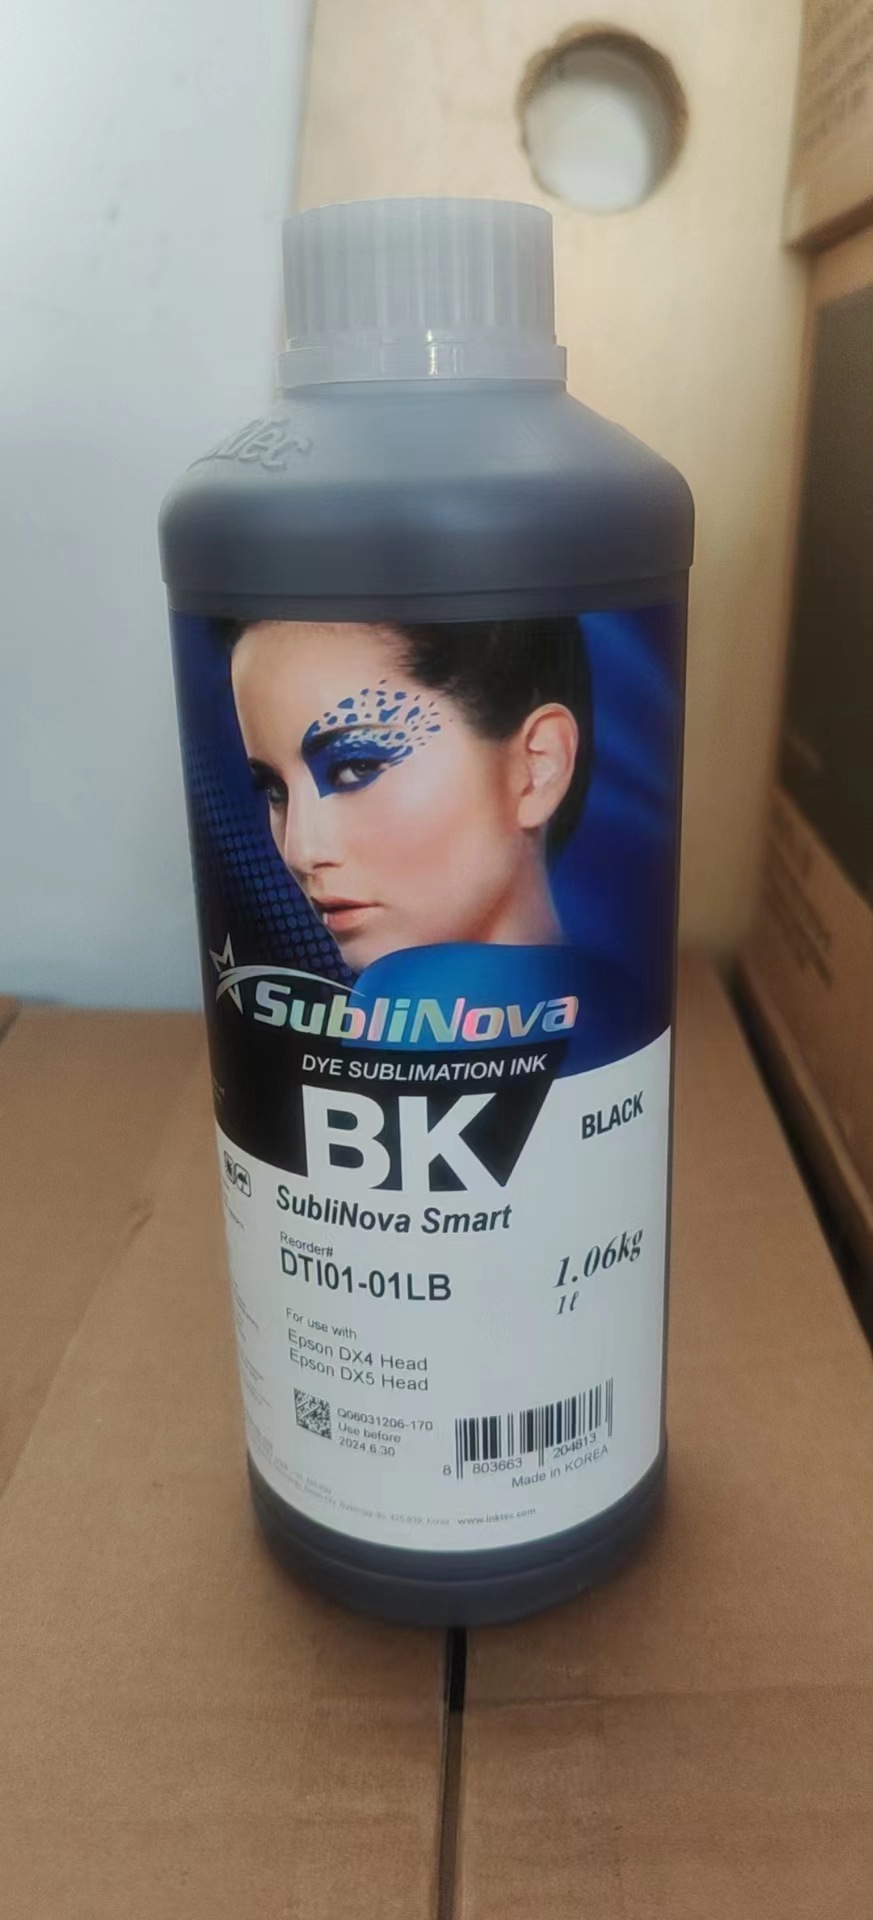 SubliNova
DYE SUBLIMATION INK
BK
BLACK
SubliNova Smart
Reorder#
DTI01-01LB
1.06kg
1ℓ
For use with
Epson DX4 Head
Epson DX5 Head
Q06031206-170
Use before
2024.6.30
8 803663 204813
Made in KOREA
www.inktec.com